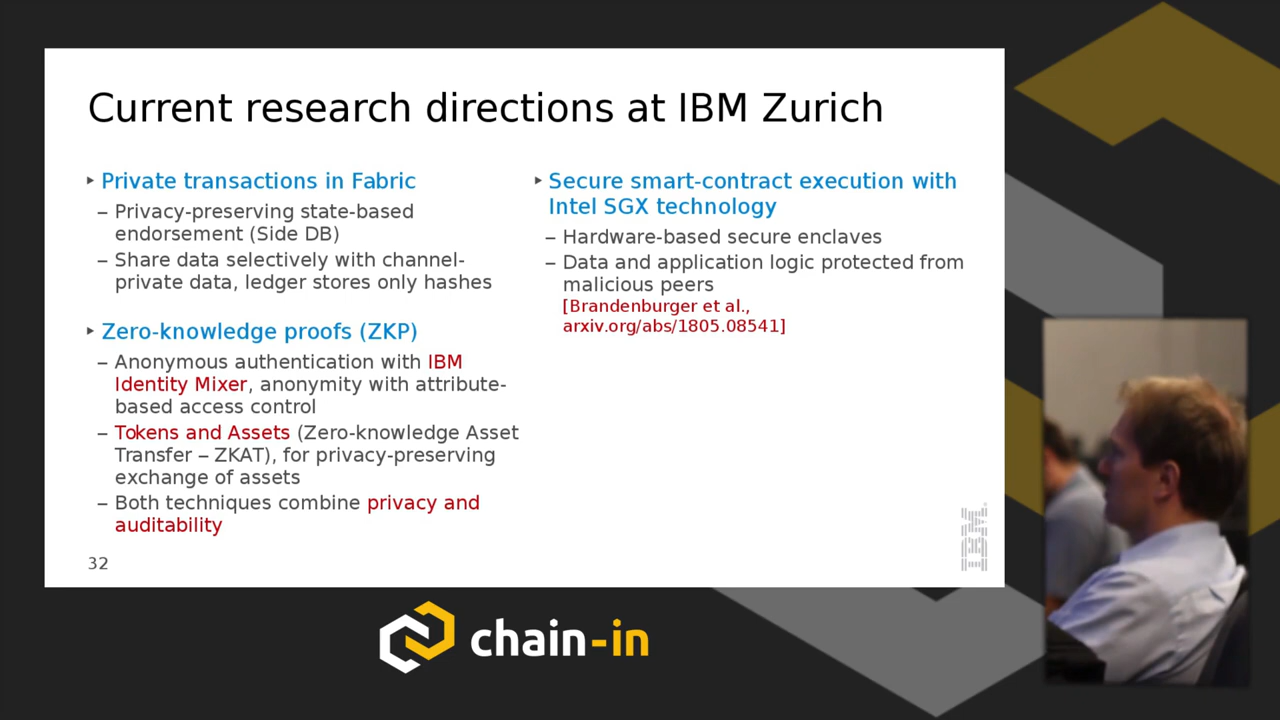 Current research directions at IBM Zurich
‣ Private transactions in Fabric
– Privacy-preserving state-based
endorsement (Side DB)
– Share data selectively with channel-
private data, ledger stores only hashes
‣ Zero-knowledge proofs (ZKP)
– Anonymous authentication with IBM
Identity Mixer, anonymity with attribute-
based access control
– Tokens and Assets (Zero-knowledge Asset
Transfer – ZKAT), for privacy-preserving
exchange of assets
– Both techniques combine privacy and
auditability
‣ Secure smart-contract execution with
Intel SGX technology
– Hardware-based secure enclaves
– Data and application logic protected from
malicious peers
[Brandenburger et al.,
arxiv.org/abs/1805.08541]
32
IBM
chain-in